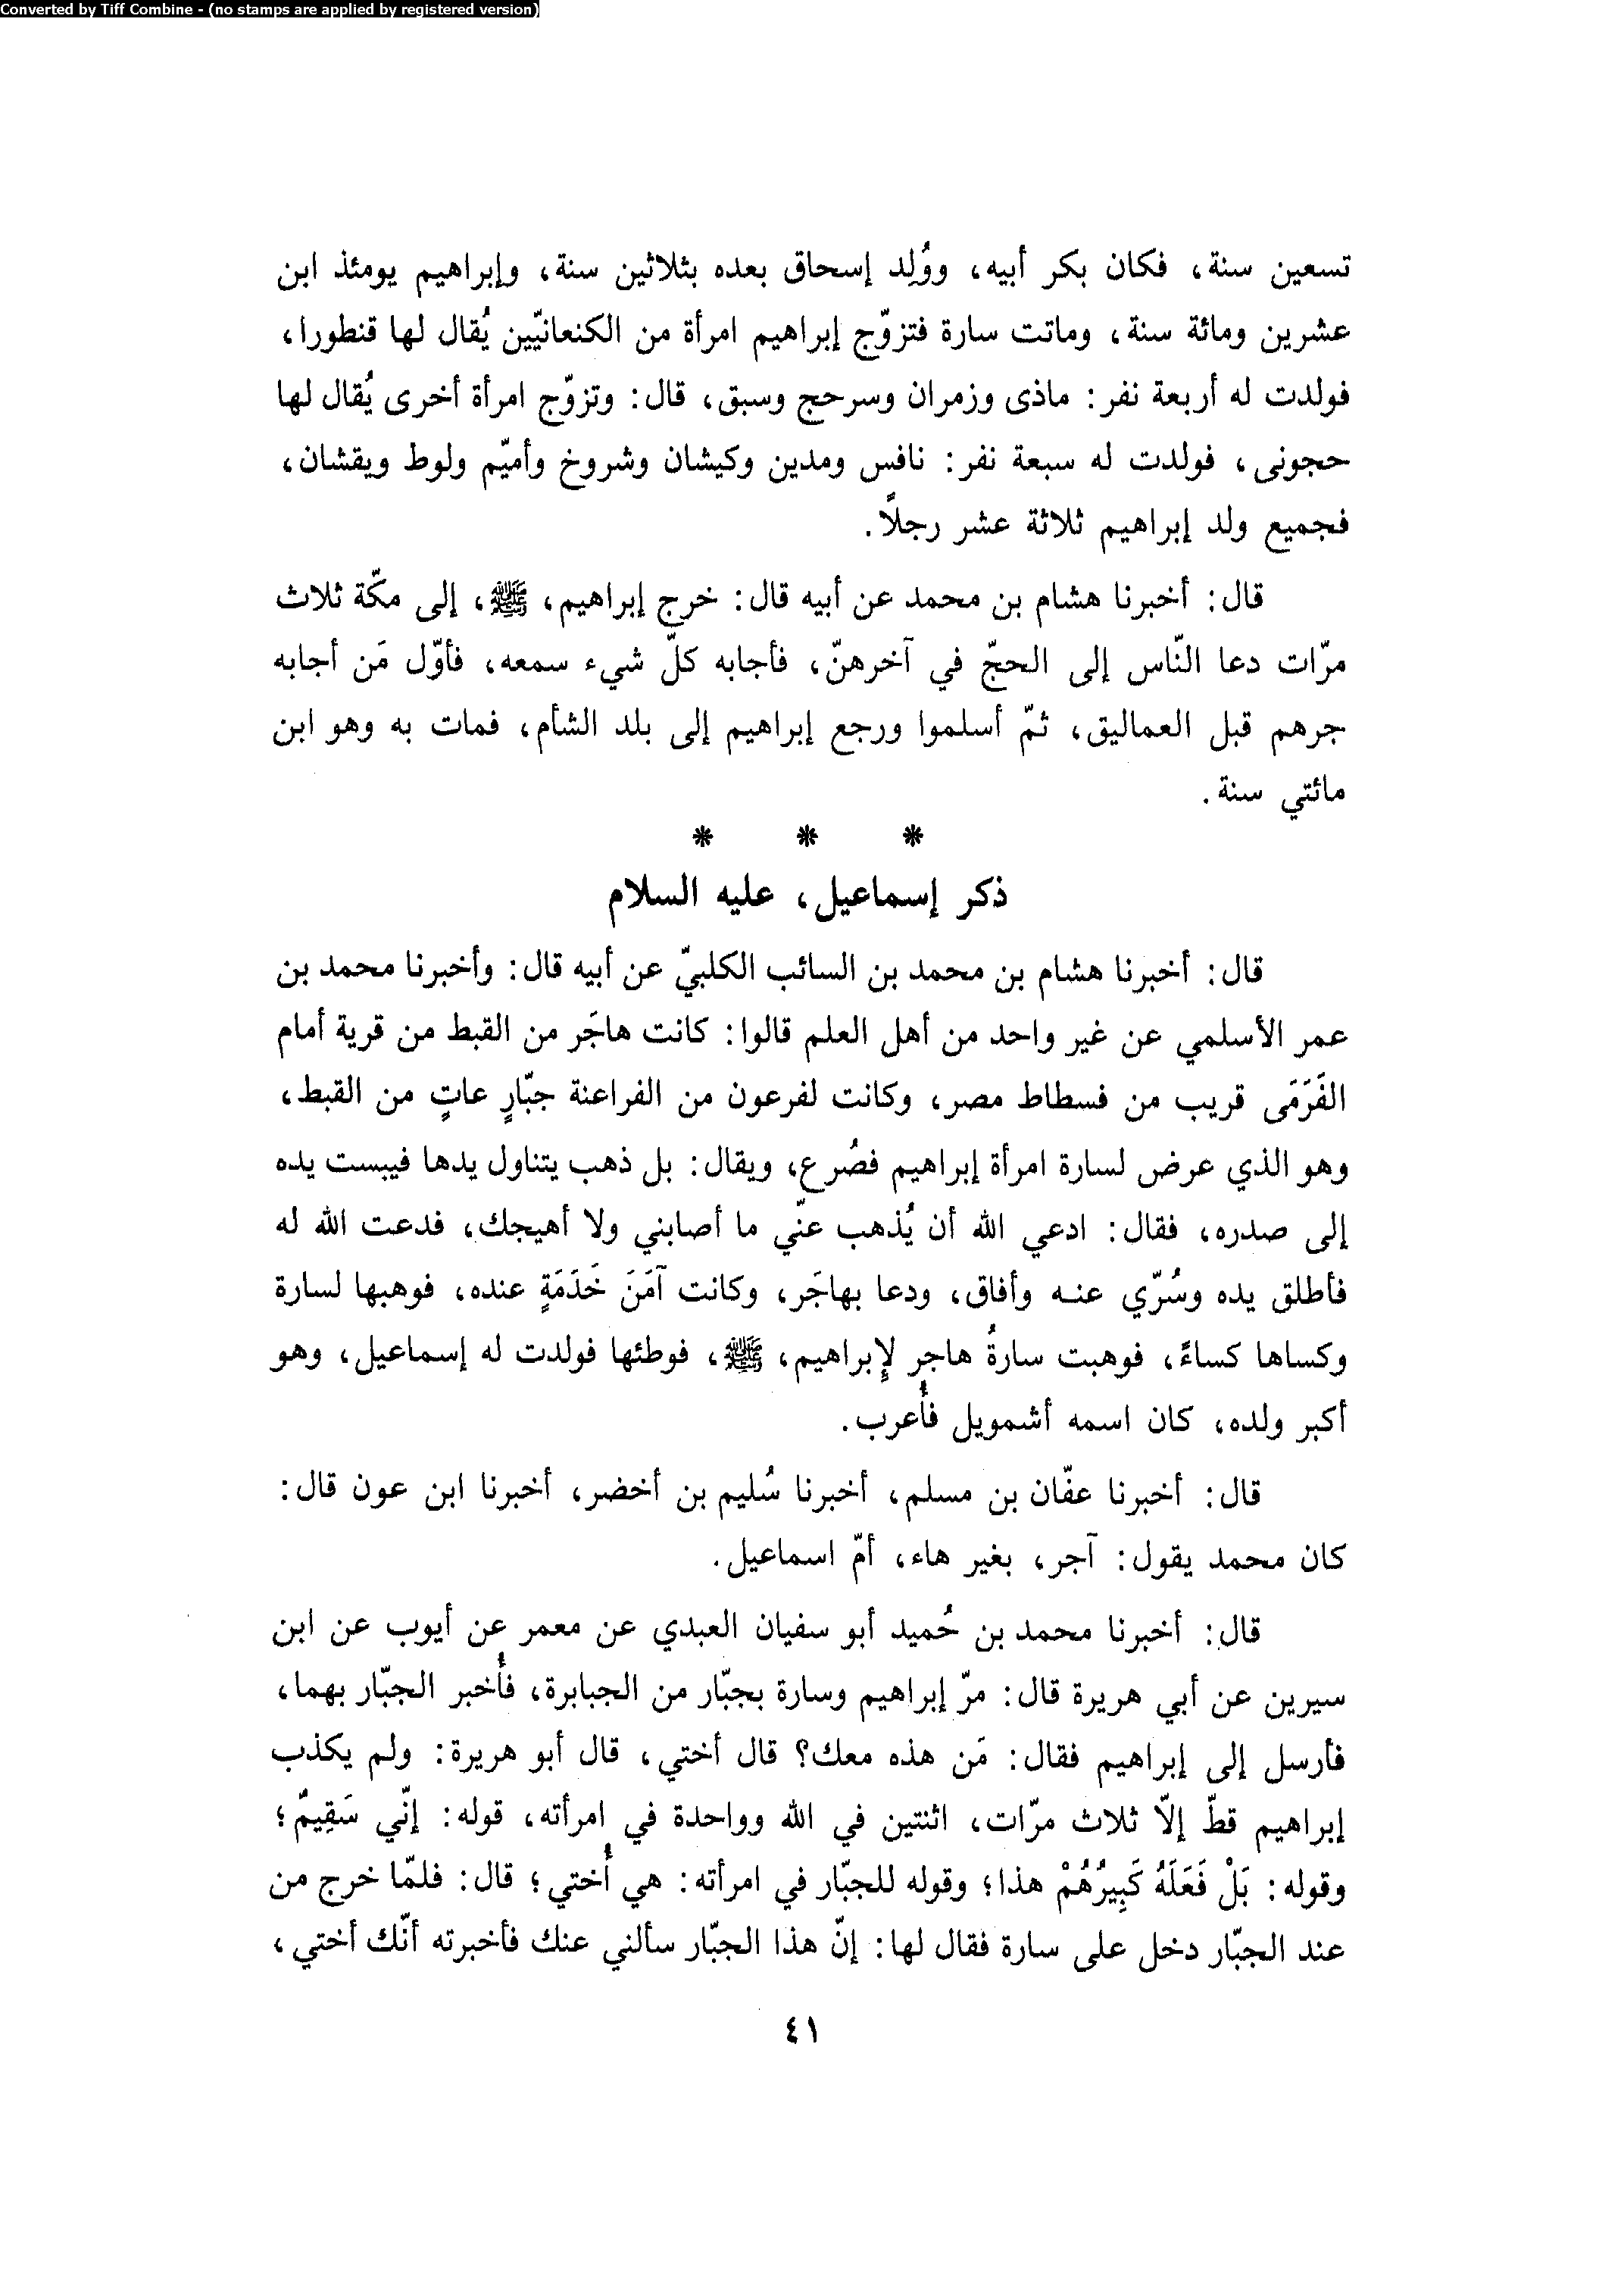 Converted by Tiff Combine - (no stamps are applied by registered version)
تسعين سنة، فكان بكر أبيه، ووُلِد إسحاق بعده بثلاثين سنة، وإبراهيم يومئذ ابن
عشرين ومائة سنة، وماتت سارة فتزوّج إبراهيم امرأة من الكنعانيّين يُقال لها قنطورا،
فولدت له أربعة نفر: ماذى وزمران وسرحج وسبق، قال: وتزوّج امرأة أخرى يُقال لها
حجونى، فولدت له سبعة نفر: نافس ومدين وكيشان وشروخ وأميّم ولوط ويقشان،
فجميع ولد إبراهيم ثلاثة عشر رجلاً.
قال: أخبرنا هشام بن محمد عن أبيه قال: خرج إبراهيم، ﷺ، إلى مكّة ثلاث
مرّات دعا النّاس إلى الحجّ في آخرهنّ، فأجابه كلّ شيء سمعه، فأوّل مَن أجابه
جرهم قبل العماليق، ثمّ أسلموا ورجع إبراهيم إلى بلد الشأم، فمات به وهو ابن
مائتي سنة.
* * *
ذكر إسماعيل، عليه السلام
قال: أخبرنا هشام بن محمد بن السائب الكلبيّ عن أبيه قال: وأخبرنا محمد بن
عمر الأسلمي عن غير واحد من أهل العلم قالوا: كانت هاجَر من القبط من قرية أمام
الفَرَمَى قريب من فسطاط مصر، وكانت لفرعون من الفراعنة جبّارٍ عاتٍ من القبط،
وهو الذي عرض لسارة امرأة إبراهيم فصُرع، ويقال: بل ذهب يتناول يدها فيبست يده
إلى صدره، فقال: ادعي الله أن يُذهب عنّي ما أصابني ولا أهيجك، فدعت الله له
فأطلق يده وسُرّي عنه وأفاق، ودعا بهاجَر، وكانت آمَنَ خَدَمَةٍ عنده، فوهبها لسارة
وكساها كساءً، فوهبت سارةُ هاجر لإِبراهيم، ﷺ، فوطئها فولدت له إسماعيل، وهو
أكبر ولده، كان اسمه أشمويل فأُعرب.
قال: أخبرنا عفّان بن مسلم، أخبرنا سُليم بن أخضر، أخبرنا ابن عون قال:
كان محمد يقول: آجر، بغير هاء، أمّ اسماعيل.
قال: أخبرنا محمد بن حُميد أبو سفيان العبدي عن معمر عن أيوب عن ابن
سيرين عن أبي هريرة قال: مرّ إبراهيم وسارة بجبّار من الجبابرة، فأُخبر الجبّار بهما،
فأرسل إلى إبراهيم فقال: مَن هذه معك؟ قال أختي، قال أبو هريرة: ولم يكذب
إبراهيم قطّ إلاّ ثلاث مرّات، اثنتين في الله وواحدة في امرأته، قوله: إنّي سَقِيمٌ؛
وقوله: بَلْ فَعَلَهُ كَبِيرُهُمْ هذا؛ وقوله للجبّار في امرأته: هي أُختي؛ قال: فلمّا خرج من
عند الجبّار دخل على سارة فقال لها: إنّ هذا الجبّار سألني عنك فأخبرته أنّك أختي،
٤١